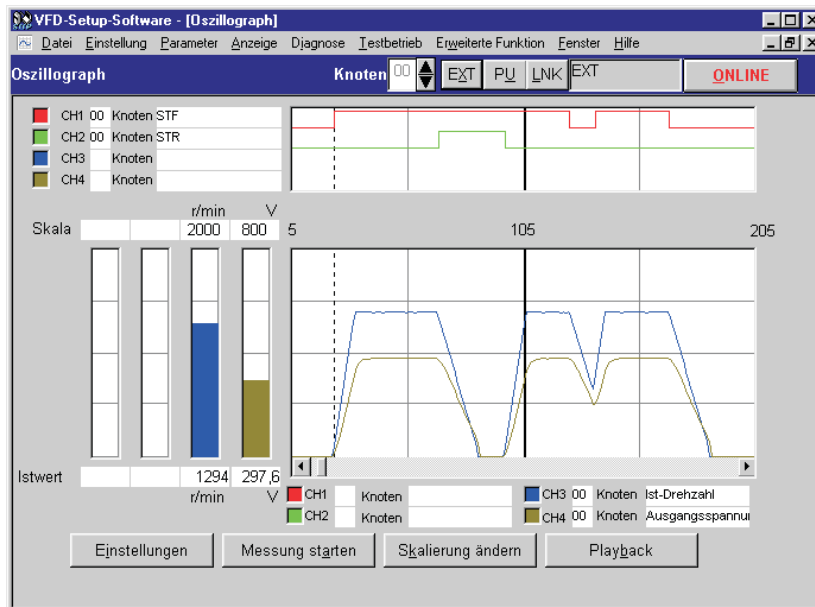 VFD-Setup-Software - [Oszillograph]
Datei Einstellung Parameter Anzeige Djagnose Testbetrieb Erweiterte Funktion Fenster Hilfe
Oszillograph Knoten 00 EXT PU LNK EXT ONLINE
CH1 00 Knoten STF
CH2 00 Knoten STR
CH3 Knoten
CH4 Knoten
r/min V
Skala 2000 800 5 105 205
Istwert 1294 297,6
r/min V
CH1 Knoten CH3 00 Knoten Ist-Drehzahl
CH2 Knoten CH4 00 Knoten Ausgangsspannu
Einstellungen Messung starten Skalierung ändern Playback